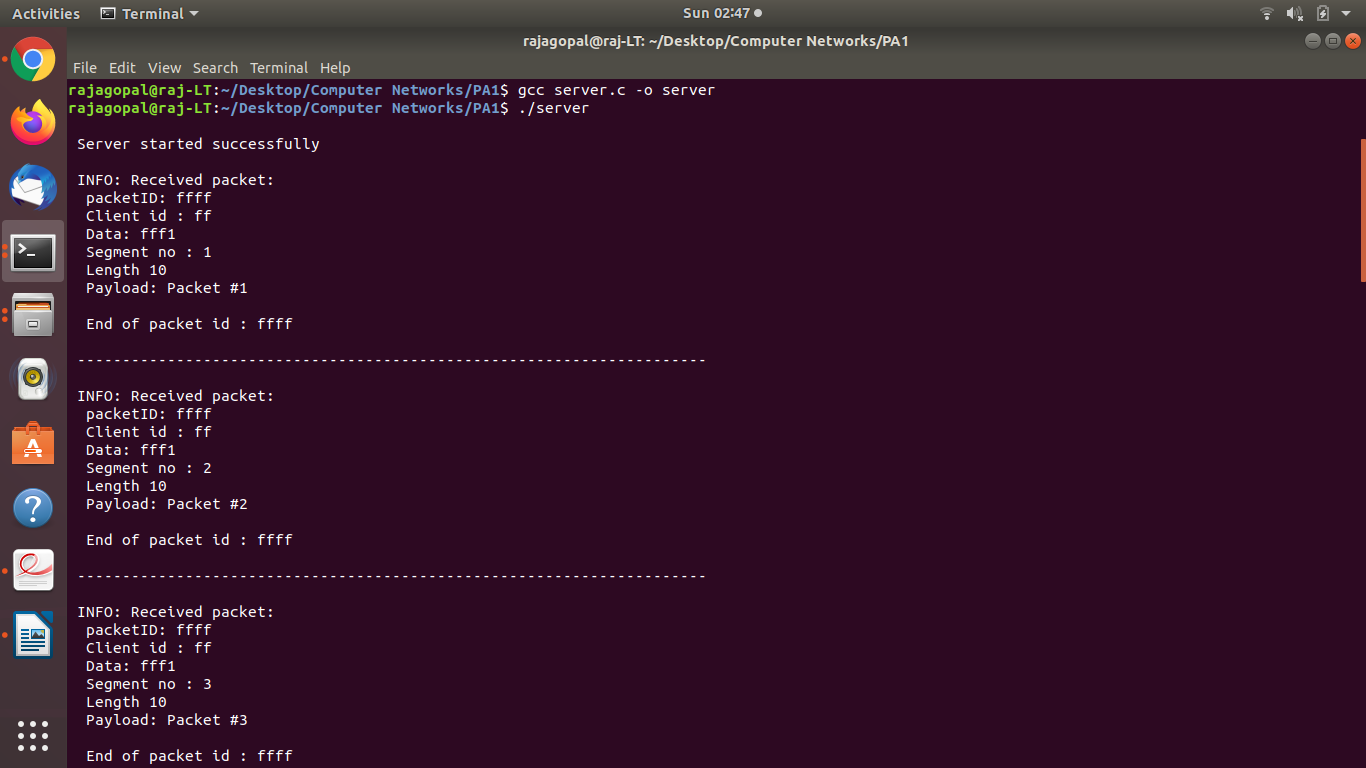 Activities Terminal Sun 02:47
rajagopal@raj-LT: ~/Desktop/Computer Networks/PA1
File Edit View Search Terminal Help
rajagopal@raj-LT:~/Desktop/Computer Networks/PA1$ gcc server.c -o server
rajagopal@raj-LT:~/Desktop/Computer Networks/PA1$ ./server
Server started successfully
INFO: Received packet:
packetID: ffff
Client id : ff
Data: fff1
Segment no : 1
Length 10
Payload: Packet #1
End of packet id : ffff
----------------------------------------------------------------------
INFO: Received packet:
packetID: ffff
Client id : ff
Data: fff1
Segment no : 2
Length 10
Payload: Packet #2
End of packet id : ffff
----------------------------------------------------------------------
INFO: Received packet:
packetID: ffff
Client id : ff
Data: fff1
Segment no : 3
Length 10
Payload: Packet #3
End of packet id : ffff